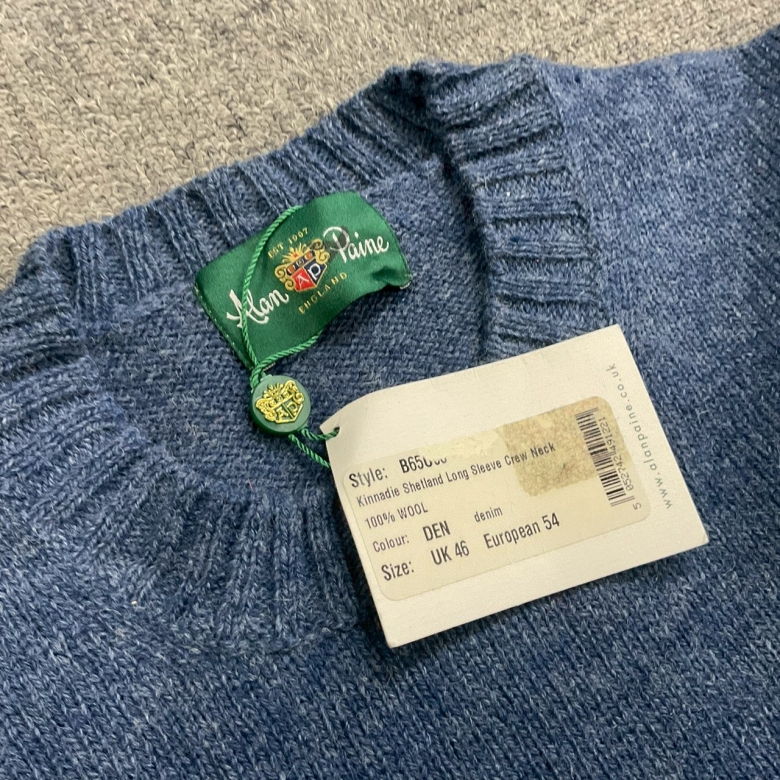 EST 1907
Alan Paine
AP
ENGLAND
Style:
Kinnadie Shetland Long Sleeve Crew Neck
100% WOOL
Colour: DEN denim
Size: UK 46 European 54
www.alanpaine.co.uk